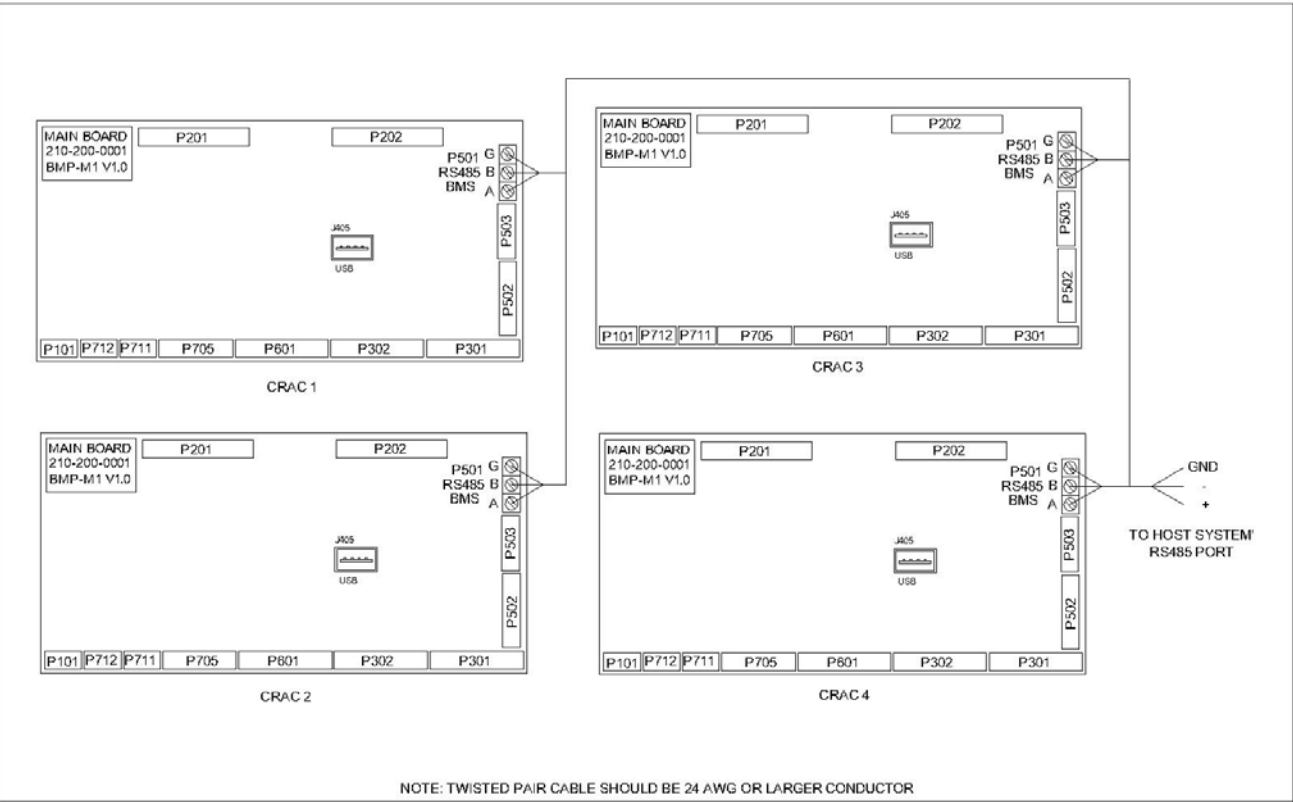 MAIN BOARD
210-200-0001
BMP-M1 V1.0
P201
P202
P501 G
RS485 B
BMS A
P503
P502
J405
USB
P101 P712 P711 P705 P601 P302 P301
CRAC 1
MAIN BOARD
210-200-0001
BMP-M1 V1.0
P201
P202
P501 G
RS485 B
BMS A
P503
P502
J405
USB
P101 P712 P711 P705 P601 P302 P301
CRAC 3
MAIN BOARD
210-200-0001
BMP-M1 V1.0
P201
P202
P501 G
RS485 B
BMS A
P503
P502
J405
USB
P101 P712 P711 P705 P601 P302 P301
CRAC 2
MAIN BOARD
210-200-0001
BMP-M1 V1.0
P201
P202
P501 G
RS485 B
BMS A
P503
P502
J405
USB
P101 P712 P711 P705 P601 P302 P301
CRAC 4
GND
-
+
TO HOST SYSTEM'
RS485 PORT
NOTE: TWISTED PAIR CABLE SHOULD BE 24 AWG OR LARGER CONDUCTOR